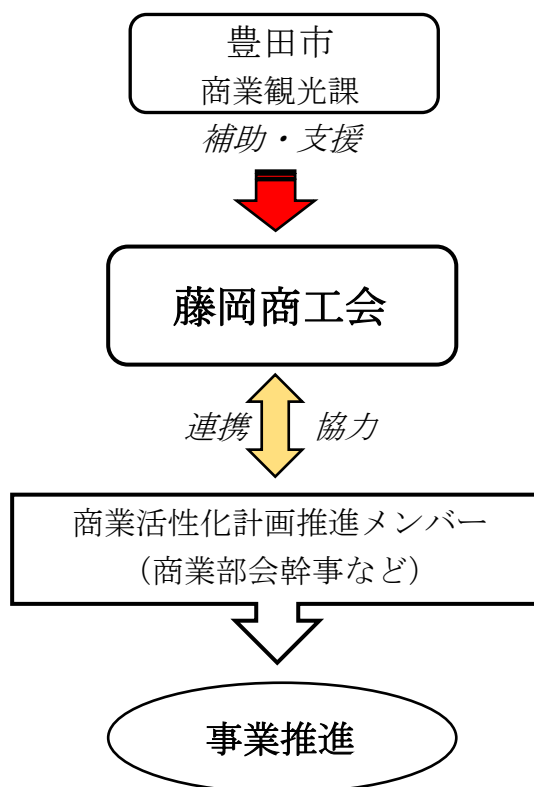 豊田市
商業観光課
補助・支援
藤岡商工会
連携 協力
商業活性化計画推進メンバー
（商業部会幹事など）
事業推進